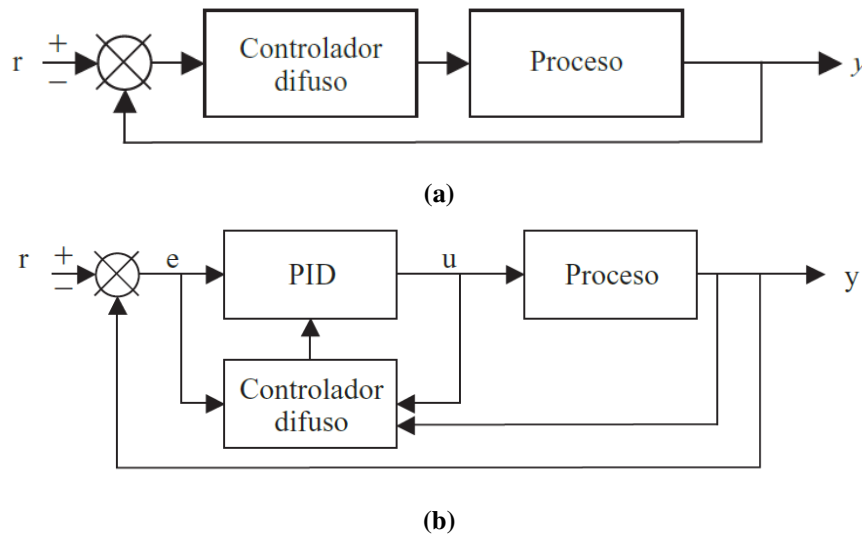 +
r
−
Controlador
difuso
Proceso
y
(a)
r
+
−
e
PID
u
Proceso
y
Controlador
difuso
(b)